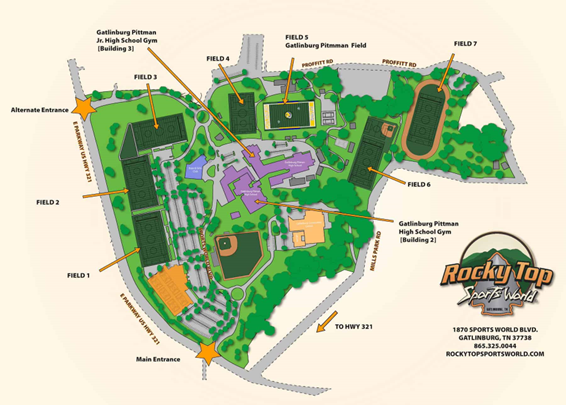 Gatlinburg Pittman
Jr. High School Gym
[Building 3]
FIELD 4
FIELD 5
Gatlinburg Pitmman Field
PROFFITT RD
PROFFITT RD
FIELD 7
FIELD 3
Alternate Entrance
E PARKWAY US HWY 321
FIELD 2
FIELD 6
Gatlinburg Pittman
High School Gym
[Building 2]
MILLS PARK RD
FIELD 1
E PARKWAY US HWY 321
TO HWY 321
Main Entrance
Rocky Top
Sports World
GATLINBURG, TN
1870 SPORTS WORLD BLVD.
GATLINBURG, TN 37738
865.325.0044
ROCKYTOPSPORTSWORLD.COM